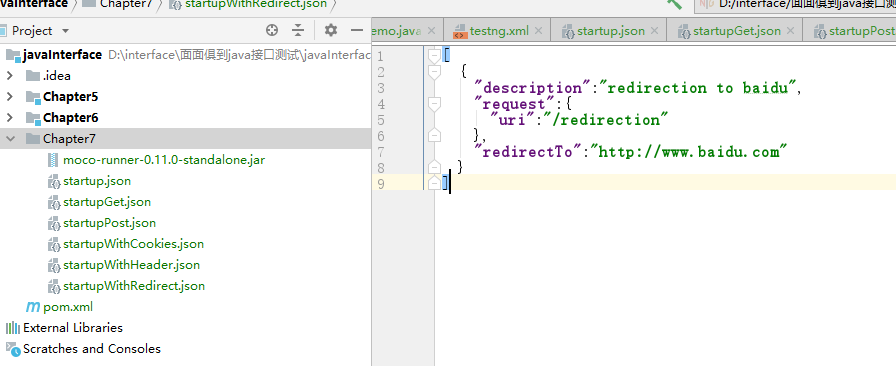 vaInterface Chapter7 startupWithRedirect.json
D:/interface/面面俱到java接口
Project
emo.java testng.xml startup.json startupGet.json startupPost
javaInterface D:\interface\面面俱到java接口测试\javaInterface
.idea
Chapter5
Chapter6
Chapter7
moco-runner-0.11.0-standalone.jar
startup.json
startupGet.json
startupPost.json
startupWithCookies.json
startupWithHeader.json
startupWithRedirect.json
pom.xml
External Libraries
Scratches and Consoles
1 [
2 {
3 "description":"redirection to baidu",
4 "request":{
5 "uri":"/redirection"
6 },
7 "redirectTo":"http://www.baidu.com"
8 }
9 ]